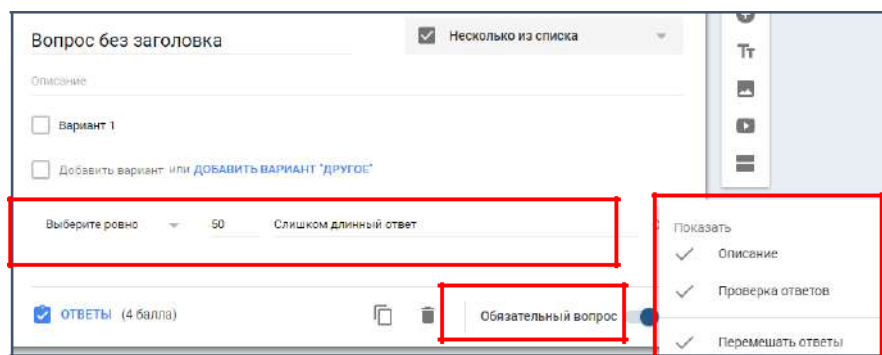 Вопрос без заголовка
Несколько из списка
Tт
Описание
Вариант 1
Добавить вариант или ДОБАВИТЬ ВАРИАНТ "ДРУГОЕ"
Выберите ровно 50 Слишком длинный ответ
Показать
Описание
Проверка ответов
ОТВЕТЫ (4 балла) Обязательный вопрос
Перемешать ответы